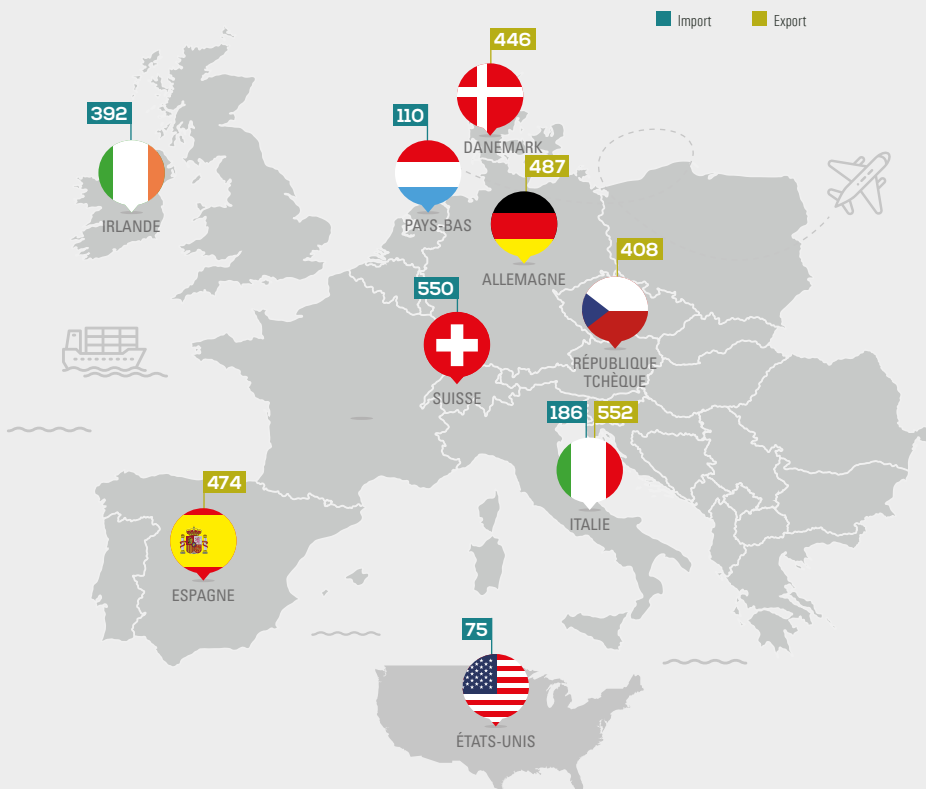 Import
Export
446
392
110
DANEMARK
487
IRLANDE
PAYS-BAS
408
ALLEMAGNE
550
RÉPUBLIQUE
TCHÈQUE
SUISSE
186
552
474
ITALIE
ESPAGNE
75
ÉTATS-UNIS